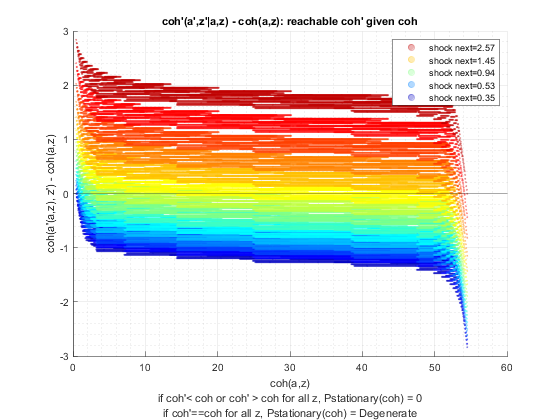 coh'(a',z'|a,z) - coh(a,z): reachable coh' given coh
coh(a'(a,z), z') - coh(a,z)
3
2
1
0
-1
-2
-3
shock next=2.57
shock next=1.45
shock next=0.94
shock next=0.53
shock next=0.35
0 10 20 30 40 50 60
coh(a,z)
if coh'< coh or coh' > coh for all z, Pstationary(coh) = 0
if coh'==coh for all z, Pstationary(coh) = Degenerate